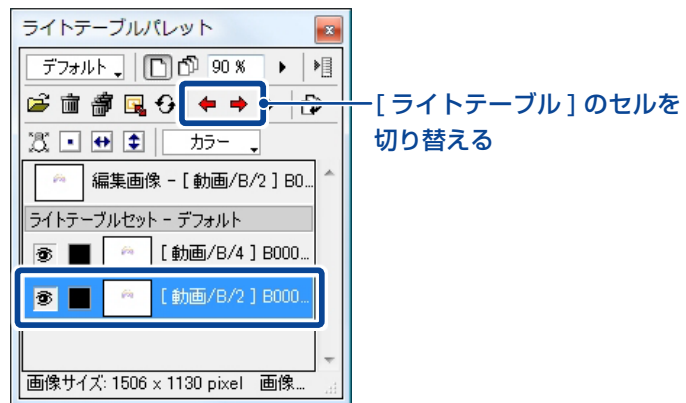 ライトテーブルパレット
デフォルト
90 %
[ ライトテーブル ] のセルを
切り替える
カラー
編集画像 - [ 動画/B/2 ] B0...
ライトテーブルセット - デフォルト
[ 動画/B/4 ] B000...
[ 動画/B/2 ] B000...
画像サイズ: 1506 x 1130 pixel 画像...